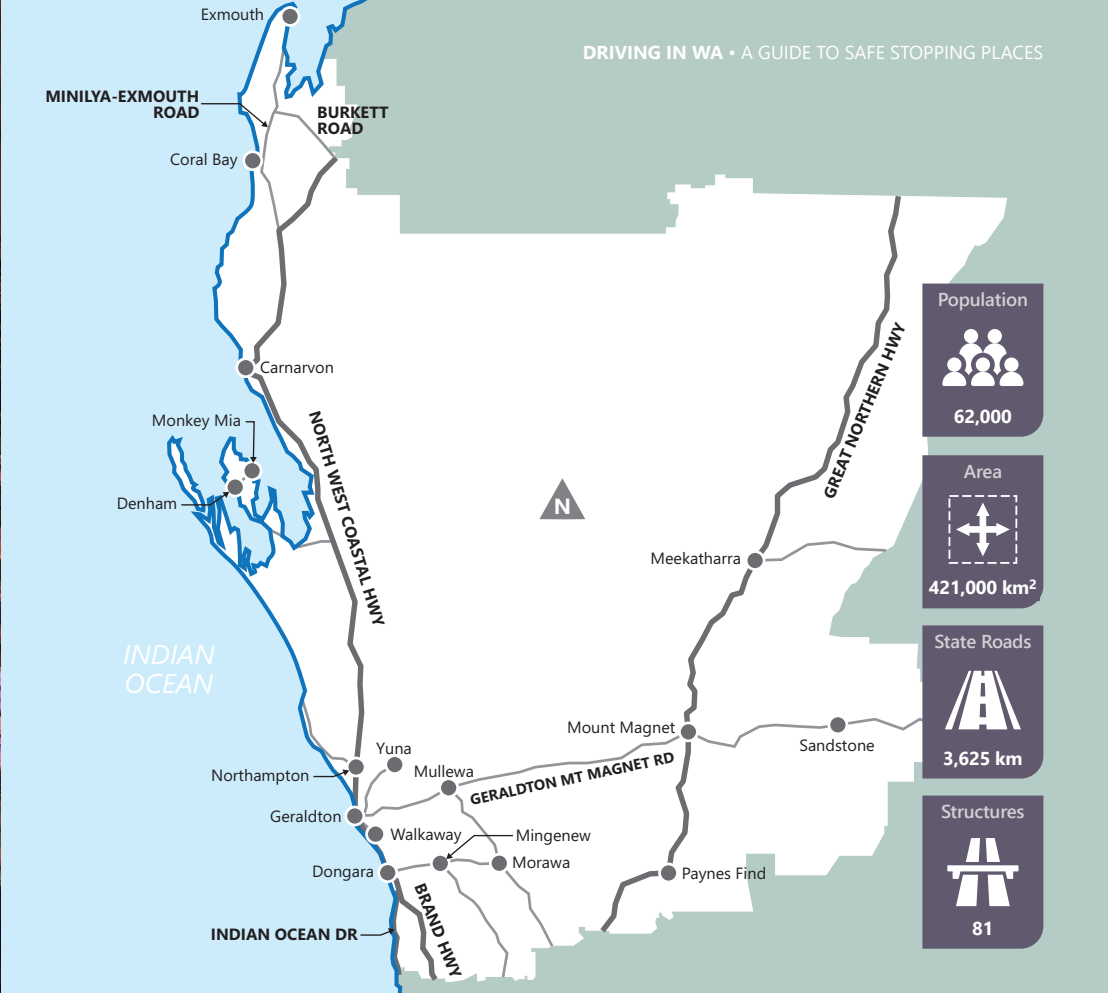 DRIVING IN WA • A GUIDE TO SAFE STOPPING PLACES
Exmouth
MINILYA-EXMOUTH
ROAD
BURKETT
ROAD
Coral Bay
Carnarvon
Monkey Mia
Denham
NORTH WEST COASTAL HWY
GREAT NORTHERN HWY
N
Meekatharra
INDIAN
OCEAN
Mount Magnet
Sandstone
Yuna
Northampton
Mullewa
GERALDTON MT MAGNET RD
Geraldton
Walkaway
Mingenew
Dongara
Morawa
Paynes Find
BRAND HWY
INDIAN OCEAN DR
Population
62,000
Area
421,000 km²
State Roads
3,625 km
Structures
81